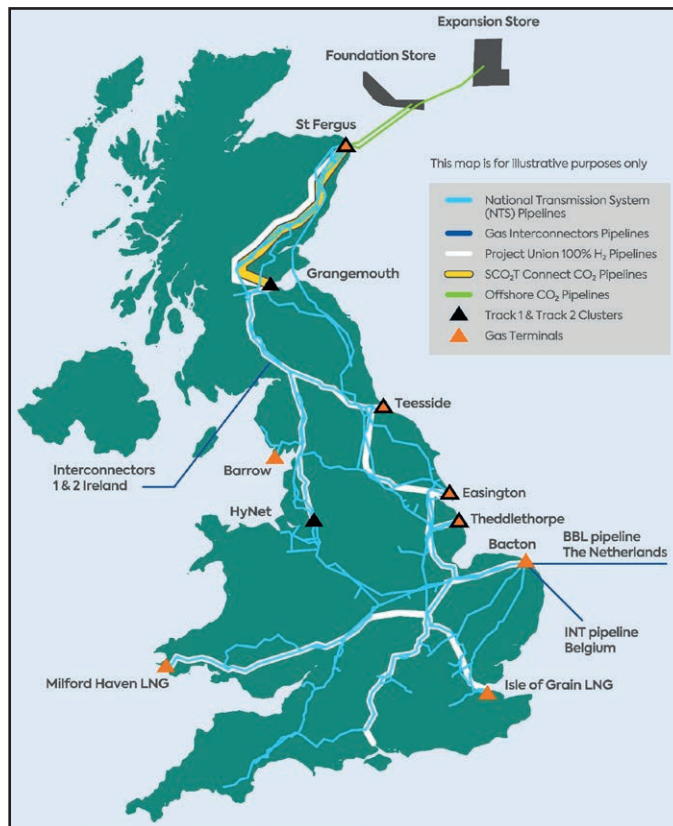 Expansion Store
Foundation Store
St Fergus
This map is for illustrative purposes only
National Transmission System
(NTS) Pipelines
Gas Interconnectors Pipelines
Project Union 100% H₂ Pipelines
SCO₂T Connect CO₂ Pipelines
Offshore CO₂ Pipelines
Track 1 & Track 2 Clusters
Gas Terminals
Grangemouth
Teesside
Interconnectors
1 & 2 Ireland
Barrow
Easington
HyNet
Theddlethorpe
Bacton
BBL pipeline
The Netherlands
INT pipeline
Belgium
Milford Haven LNG
Isle of Grain LNG